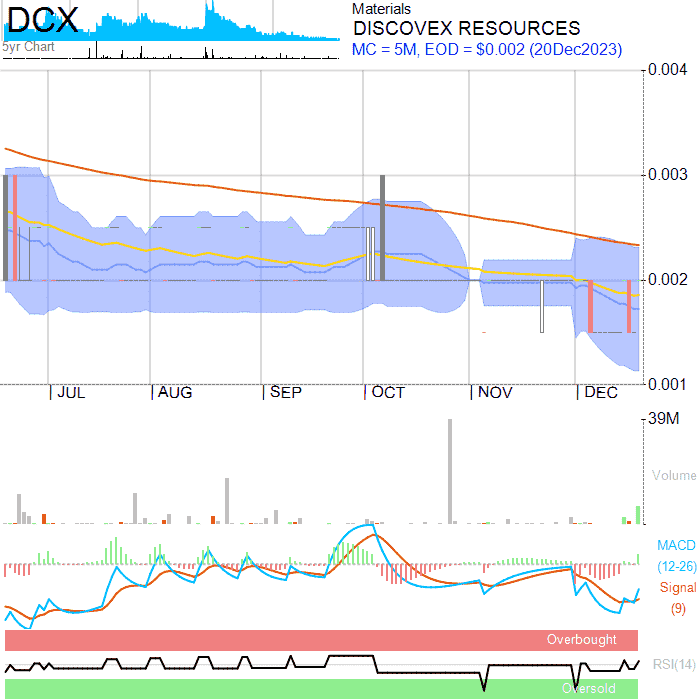 DCX
5yr Chart
Materials
DISCOVEX RESOURCES
MC = 5M, EOD = $0.002 (20Dec2023)
0.004
0.003
0.002
0.001
JUL
AUG
SEP
OCT
NOV
DEC
39M
Volume
MACD
(12-26)
Signal
(9)
Overbought
RSI(14)
Oversold